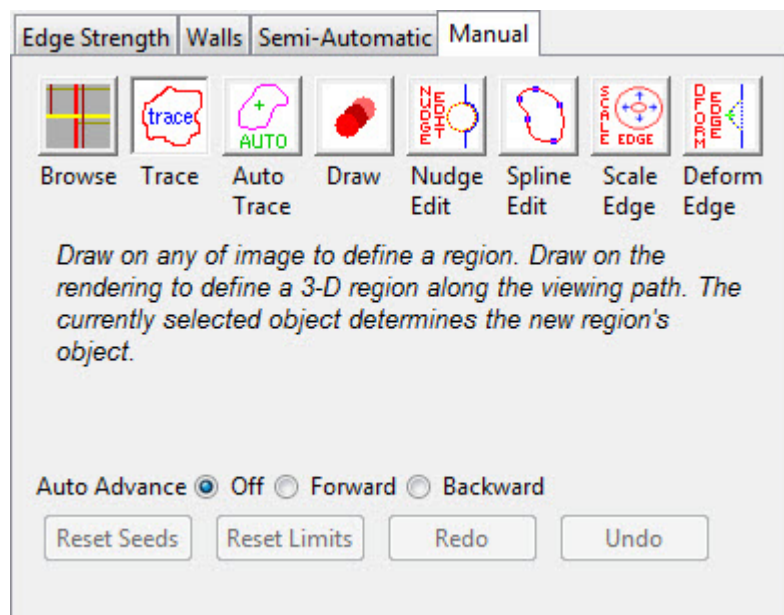 Edge Strength Walls Semi-Automatic Manual
trace AUTO NUDGE EDIT SCALE EDGE DFORM EDGE
Browse Trace Auto Trace Draw Nudge Edit Spline Edit Scale Edge Deform Edge
Draw on any of image to define a region. Draw on the
rendering to define a 3-D region along the viewing path. The
currently selected object determines the new region's
object.
Auto Advance Off Forward Backward
Reset Seeds Reset Limits Redo Undo